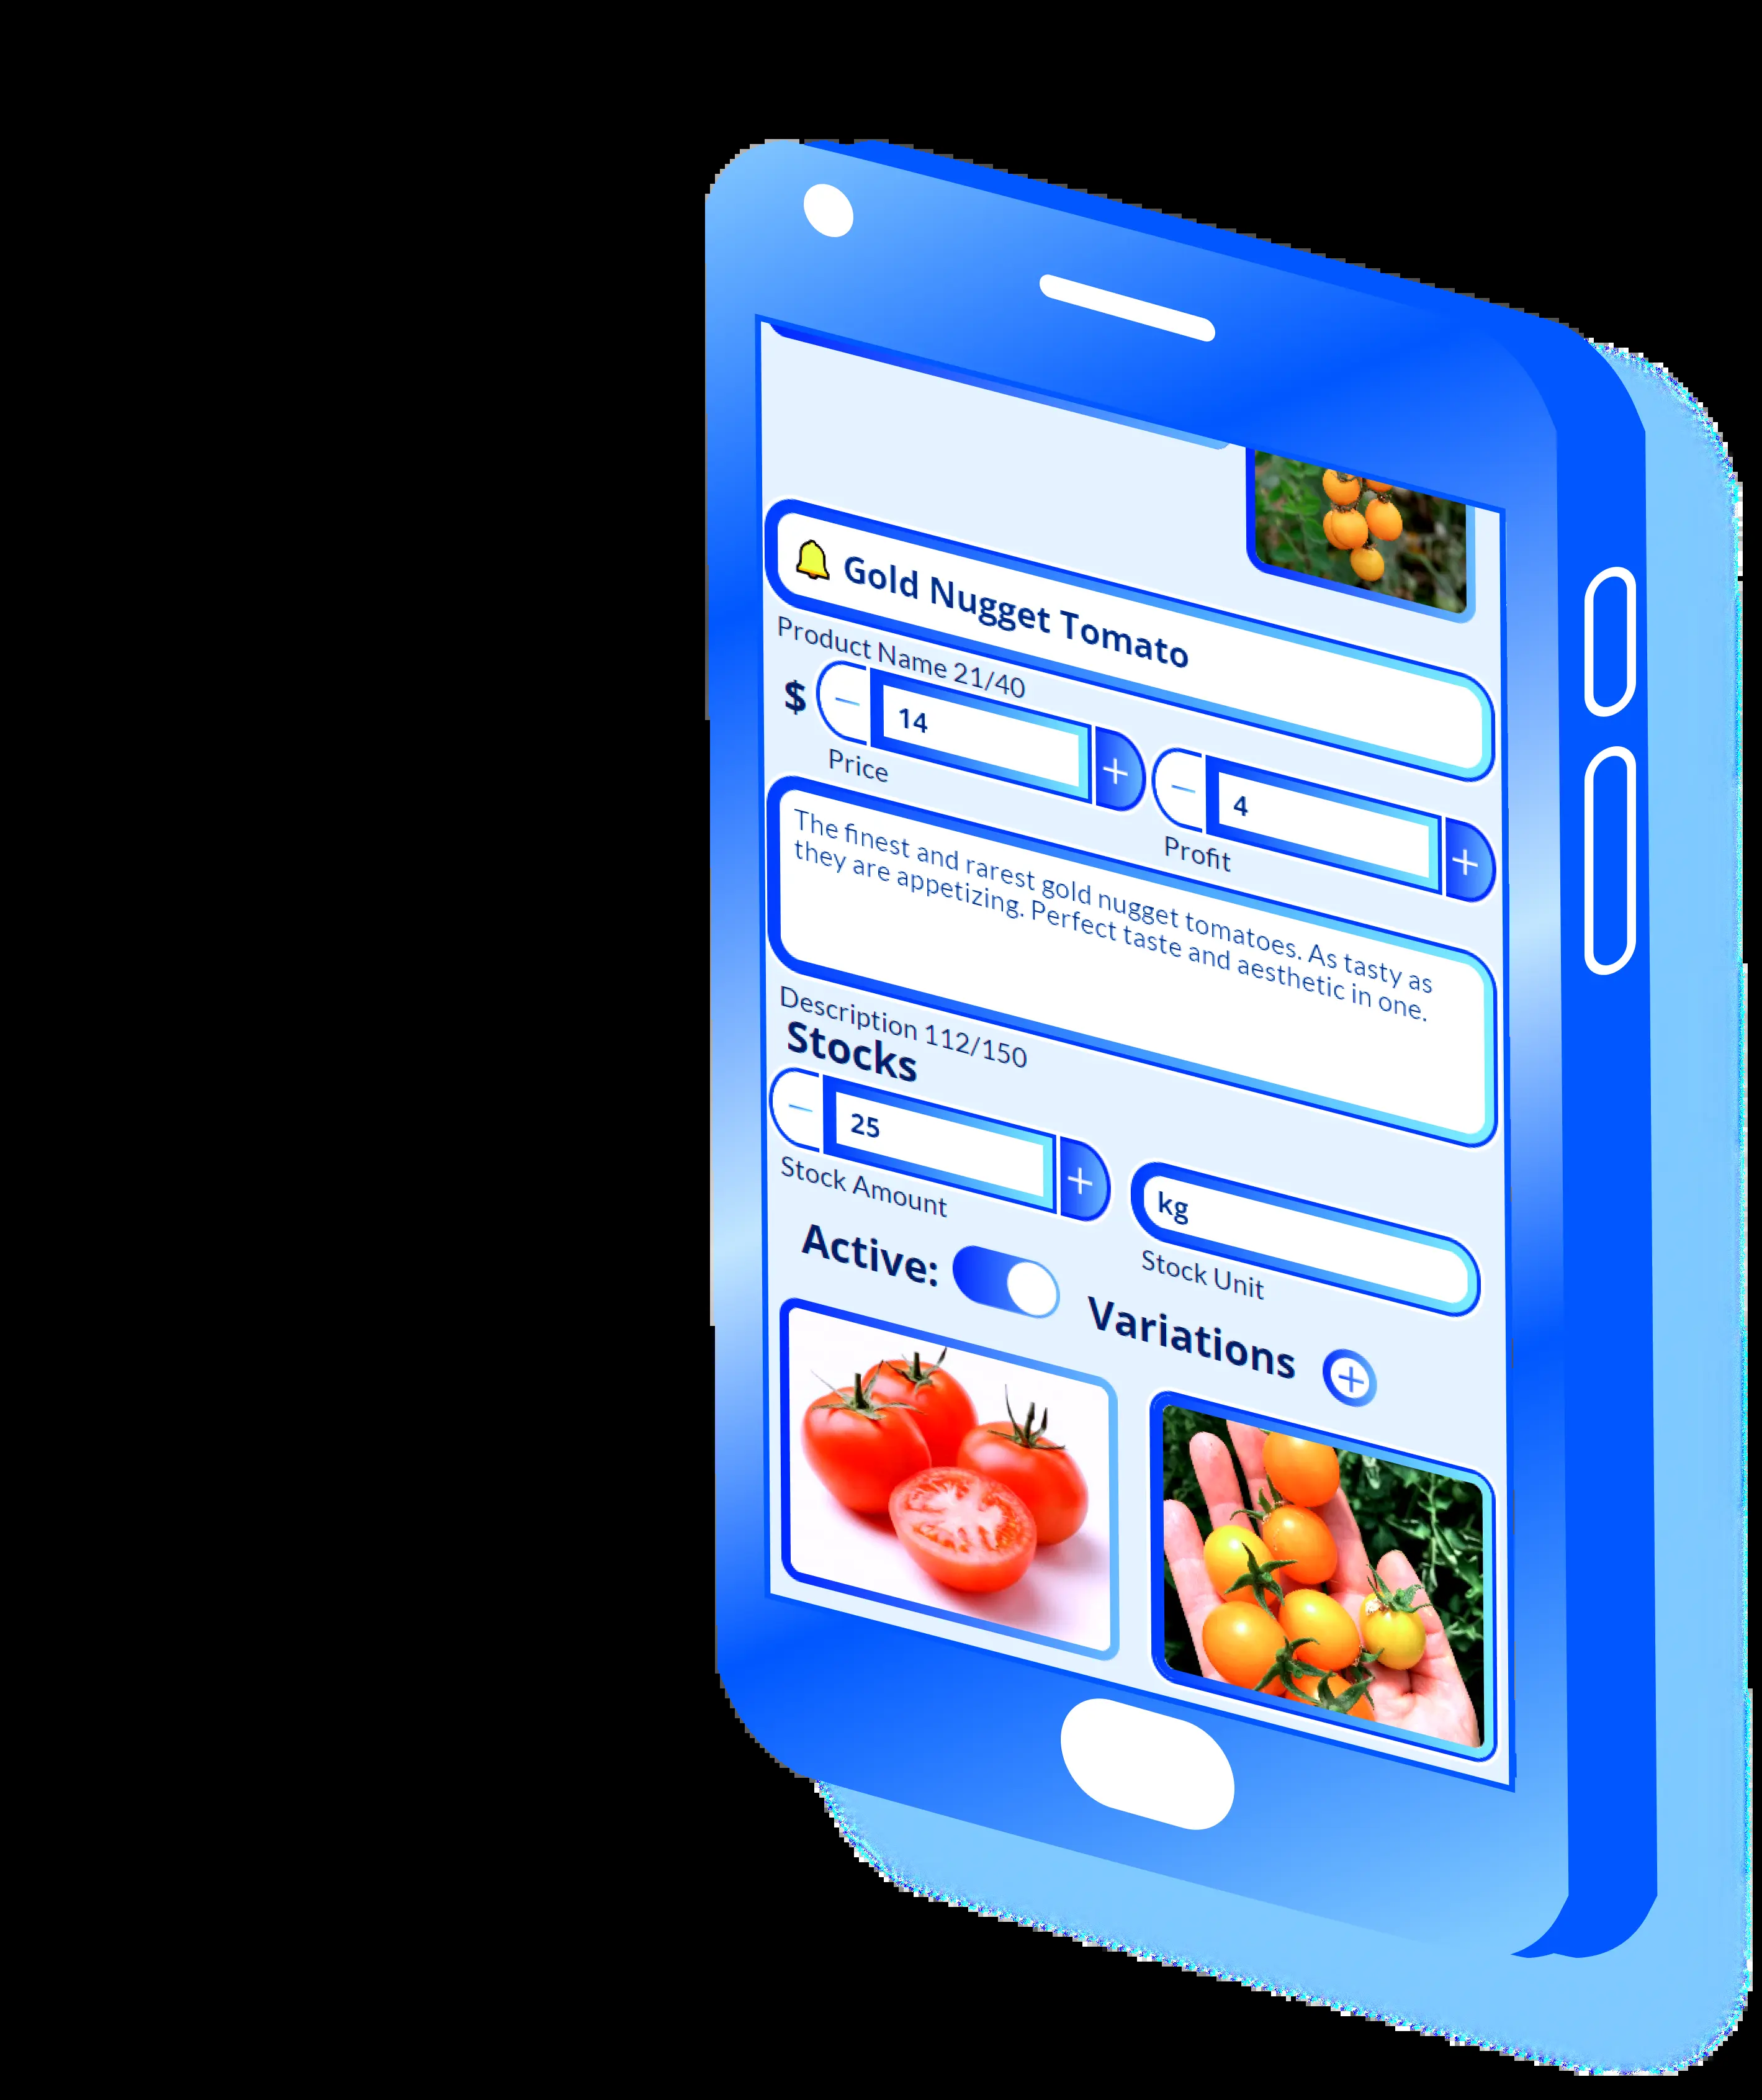 🔔 Gold Nugget Tomato
Product Name 21/40
$ − 14 +
Price
− 4 +
Profit
The finest and rarest gold nugget tomatoes. As tasty as
they are appetizing. Perfect taste and aesthetic in one.
Description 112/150
Stocks
− 25 +
Stock Amount
kg
Stock Unit
Active:
Variations +